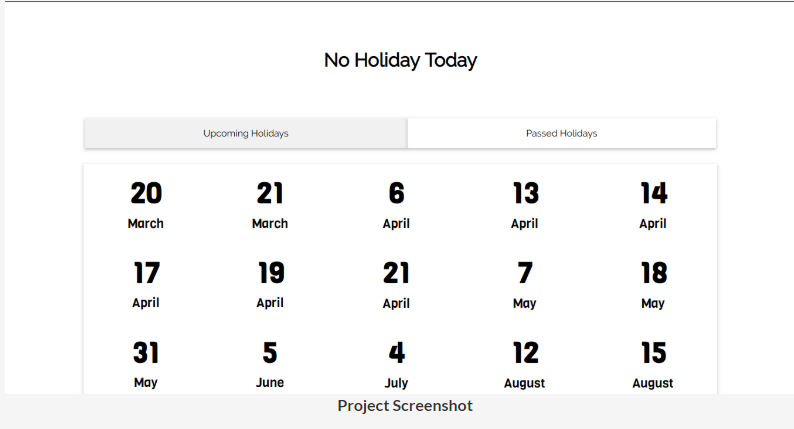 No Holiday Today
Upcoming Holidays Passed Holidays
20 21 6 13 14
March March April April April
17 19 21 7 18
April April April May May
31 5 4 12 15
May June July August August
Project Screenshot